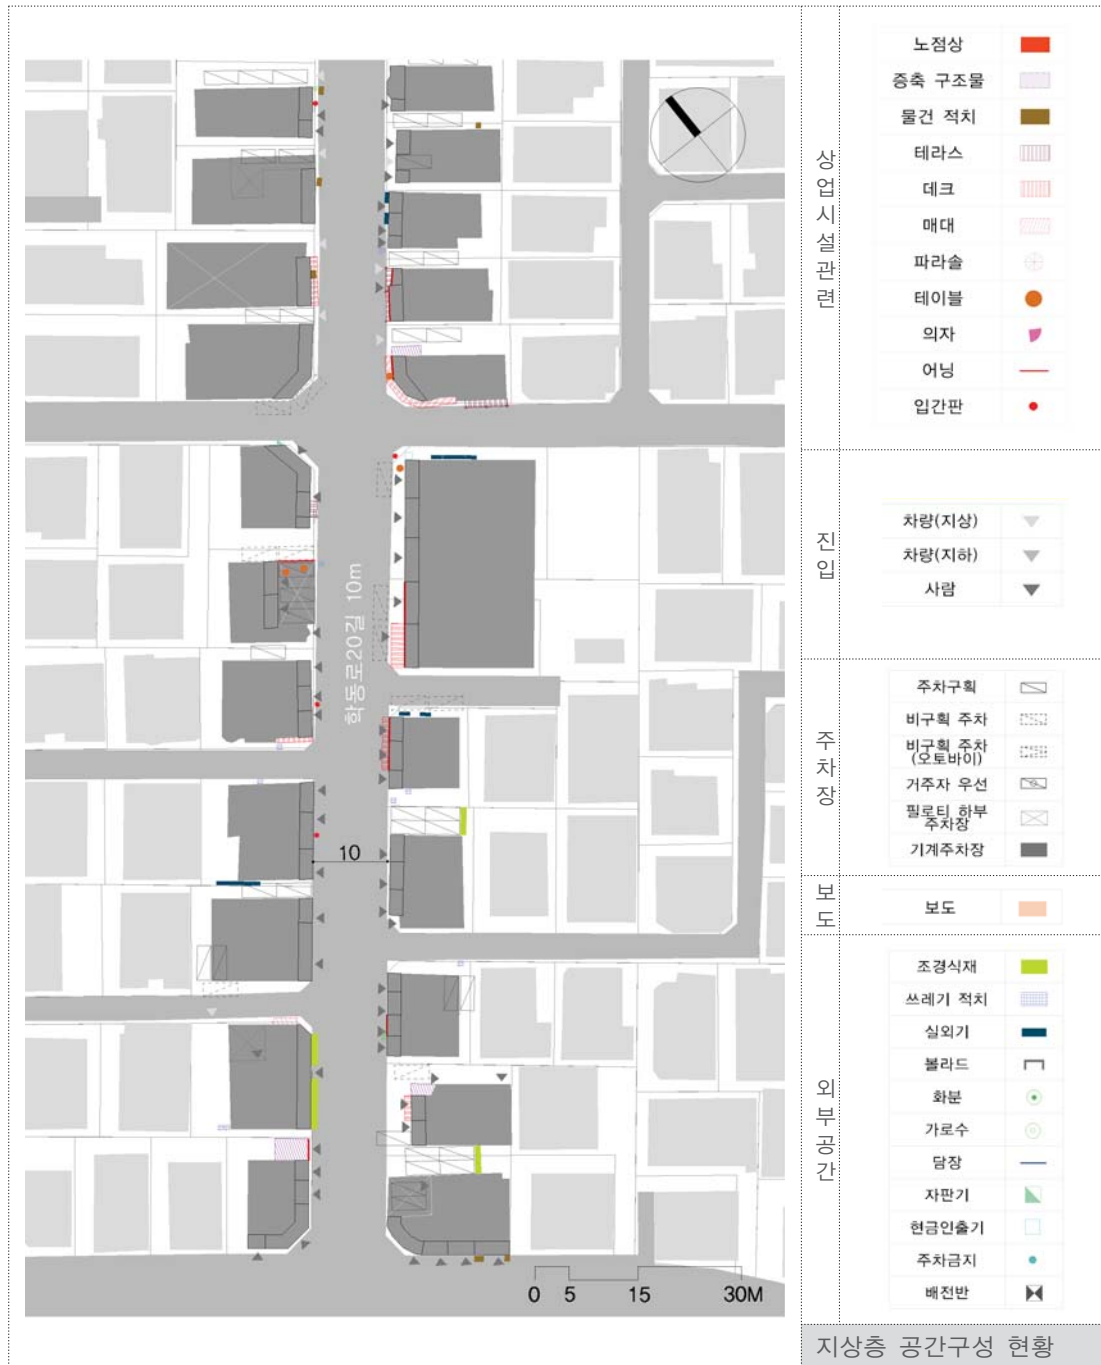 학동로20길 10m
10
0 5 15 30M
상업시설관련
노점상
증축 구조물
물건 적치
테라스
데크
매대
파라솔
테이블
의자
어닝
입간판
진입
차량(지상)
차량(지하)
사람
주차장
주차구획
비구획 주차
비구획 주차
(오토바이)
거주자 우선
필로티 하부
주차장
기계주차장
보도
보도
외부공간
조경식재
쓰레기 적치
실외기
볼라드
화분
가로수
담장
자판기
현금인출기
주차금지
배전반
지상층 공간구성 현황